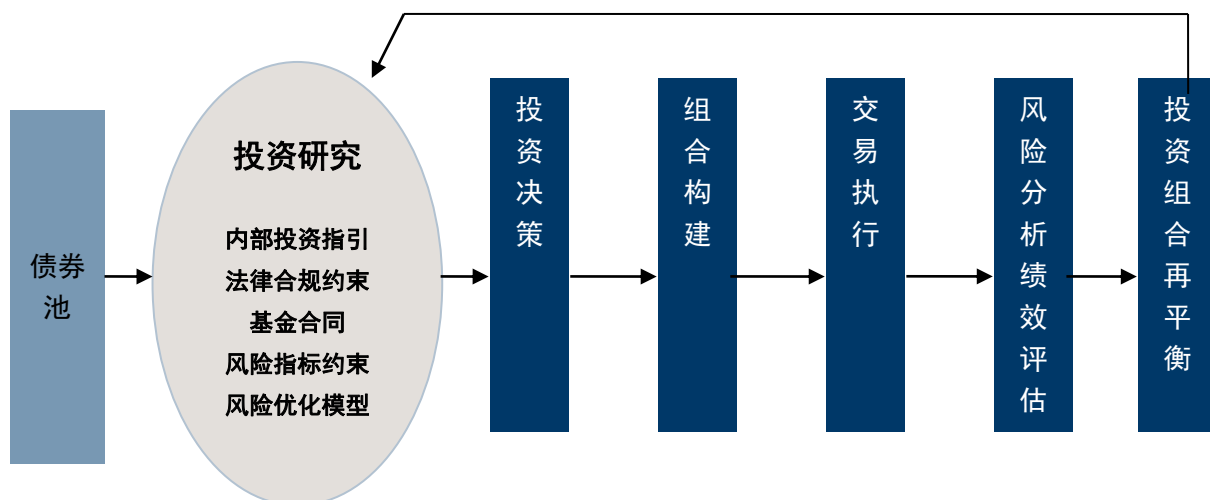 债券
池
投资研究
内部投资指引
法律合规约束
基金合同
风险指标约束
风险优化模型
投资决策
组合构建
交易执行
风险分析绩效评估
投资组合再平衡